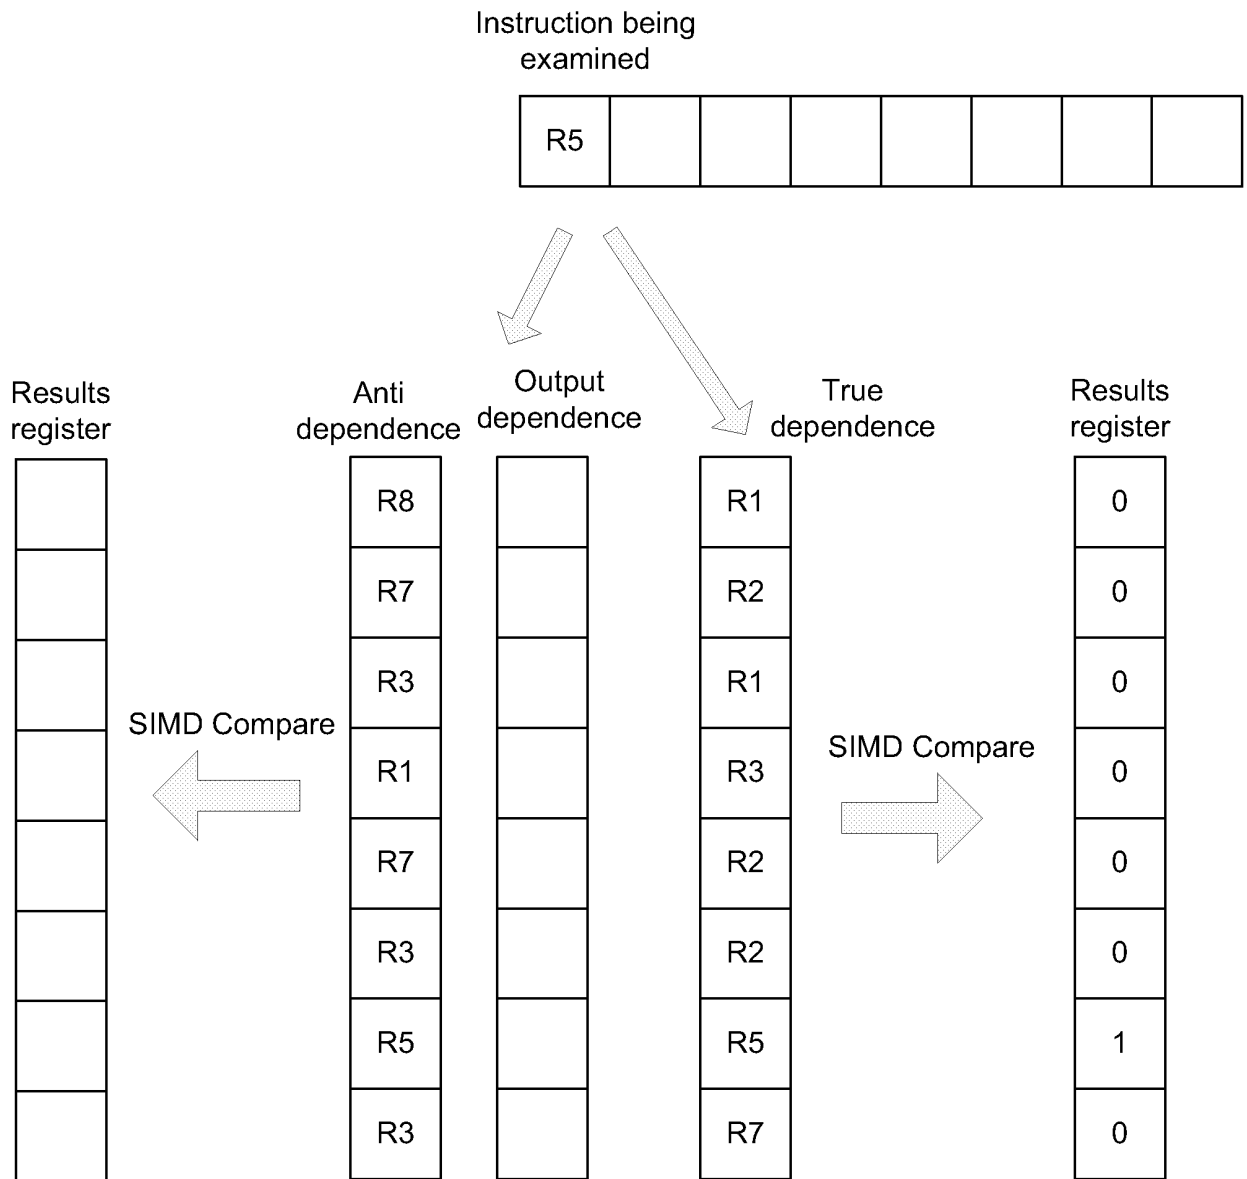 Instruction being
examined
R5
Results
register
Anti
dependence
Output
dependence
True
dependence
Results
register
R8
R1
0
R7
R2
0
R3
R1
0
SIMD Compare
R1
R3
SIMD Compare
0
R7
R2
0
R3
R2
0
R5
R5
1
R3
R7
0